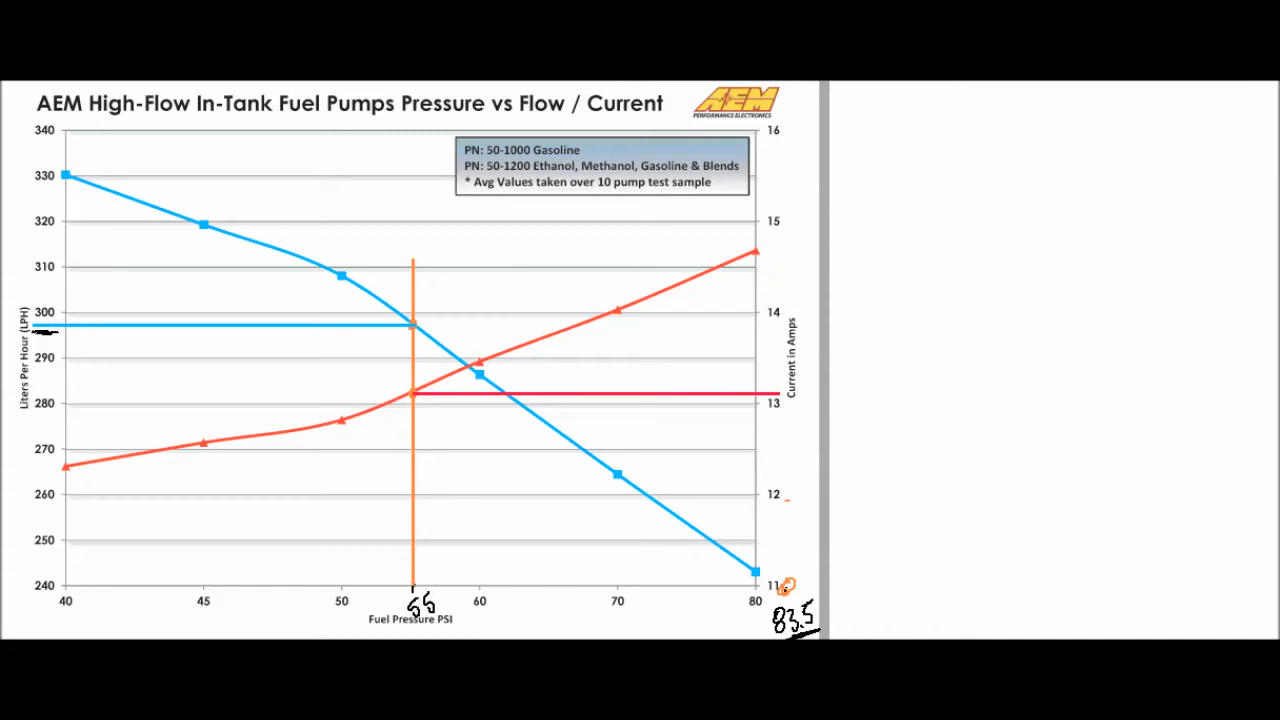 AEM High-Flow In-Tank Fuel Pumps Pressure vs Flow / Current
AEM
PERFORMANCE ELECTRONICS
PN: 50-1000 Gasoline
PN: 50-1200 Ethanol, Methanol, Gasoline & Blends
* Avg Values taken over 10 pump test sample
Liters Per Hour (LPH)
340
330
320
310
300
290
280
270
260
250
240
16
15
14
13
12
11
Current in Amps
40 45 50 55 60 70 80
Fuel Pressure PSI
83.5